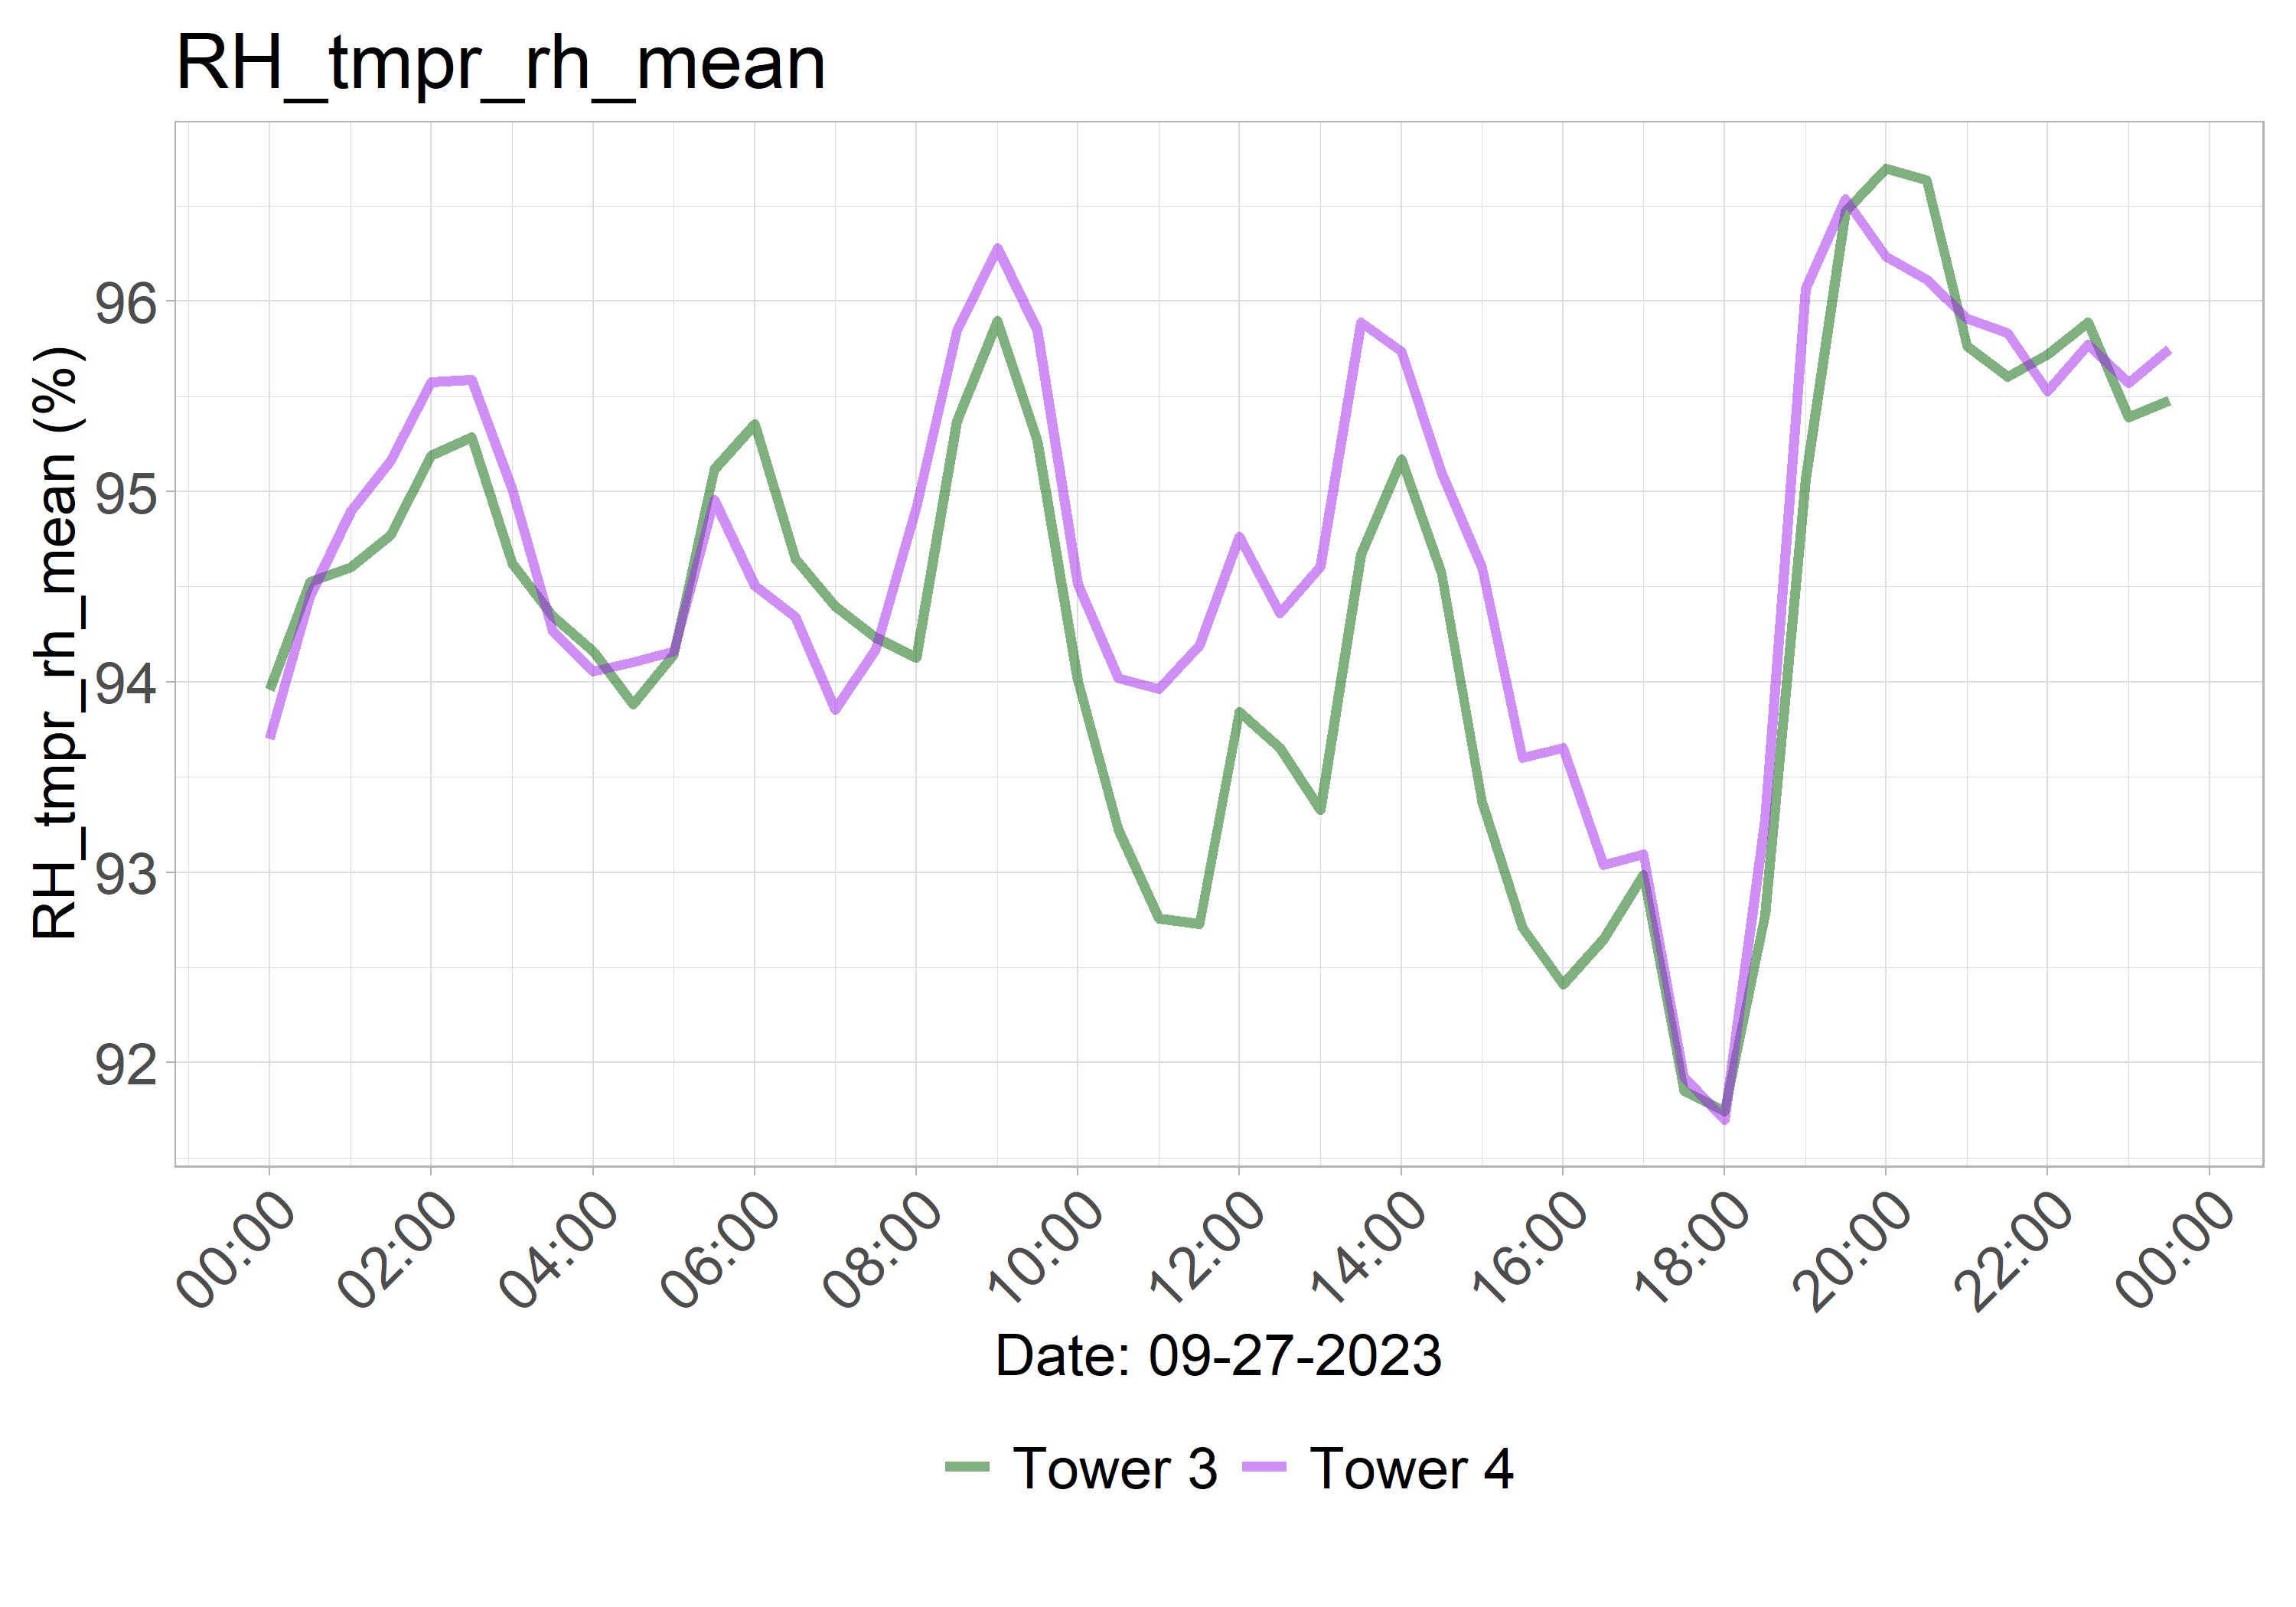 RH_tmpr_rh_mean
RH_tmpr_rh_mean (%)
96
95
94
93
92
00:00 02:00 04:00 06:00 08:00 10:00 12:00 14:00 16:00 18:00 20:00 22:00 00:00
Date: 09-27-2023
Tower 3 Tower 4